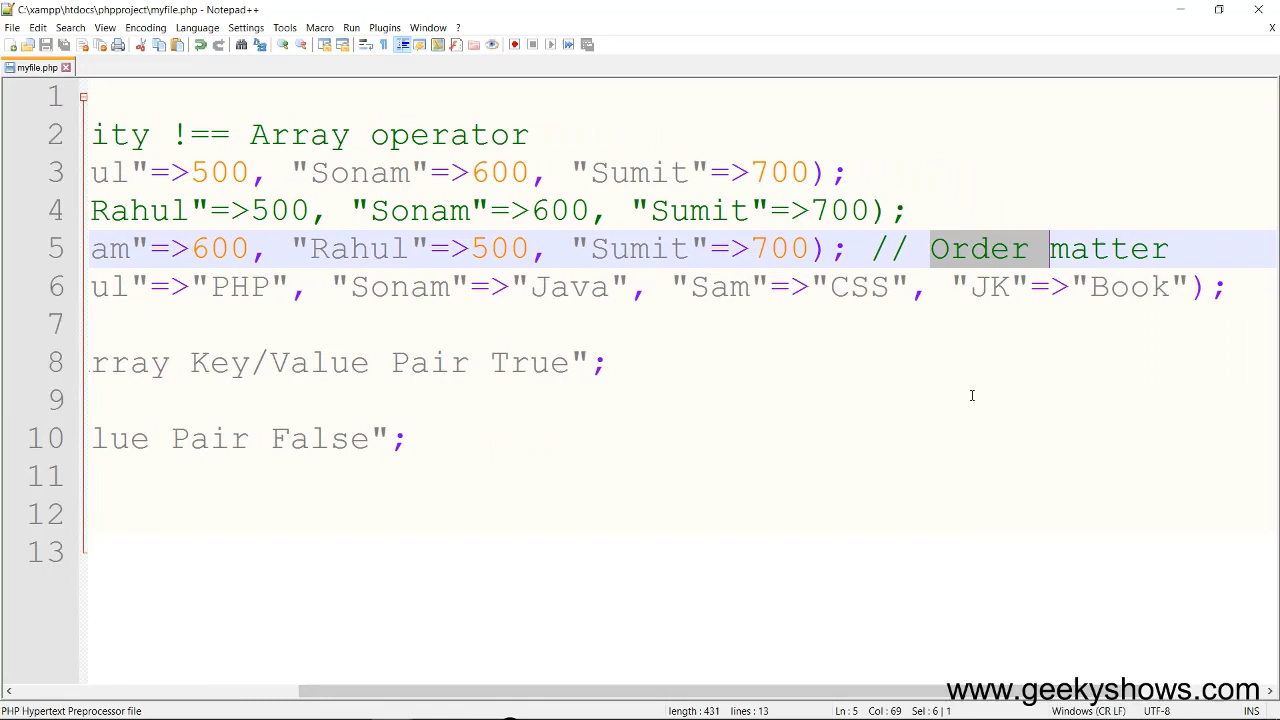 C:\xampp\htdocs\phpproject\myfile.php - Notepad++
File Edit Search View Encoding Language Settings Tools Macro Run Plugins Window ? X
myfile.php
1
2 ity !== Array operator
3 ul"=>500, "Sonam"=>600, "Sumit"=>700);
4 Rahul"=>500, "Sonam"=>600, "Sumit"=>700);
5 am"=>600, "Rahul"=>500, "Sumit"=>700); // Order matter
6 ul"=>"PHP", "Sonam"=>"Java", "Sam"=>"CSS", "JK"=>"Book");
7
8 rray Key/Value Pair True";
9
10 lue Pair False";
11
12
13
www.geekyshows.com
PHP Hypertext Preprocessor file length : 431 lines : 13 Ln : 5 Col : 69 Sel : 6 | 1 Windows (CR LF) UTF-8 INS